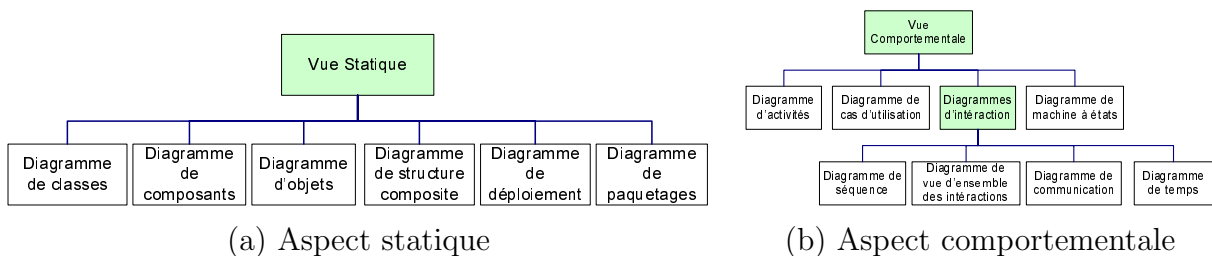 Vue Statique
Diagramme
de classes
Diagramme
de
composants
Diagramme
d'objets
Diagramme
de structure
composite
Diagramme
de
déploiement
Diagramme
de
paquetages
(a) Aspect statique
Vue
Comportementale
Diagramme
d'activités
Diagramme de
cas d'utilisation
Diagrammes
d'intéraction
Diagramme de
machine à états
Diagramme de
séquence
Diagramme de
vue d'ensemble
des intéractions
Diagramme de
communication
Diagramme
de temps
(b) Aspect comportementale